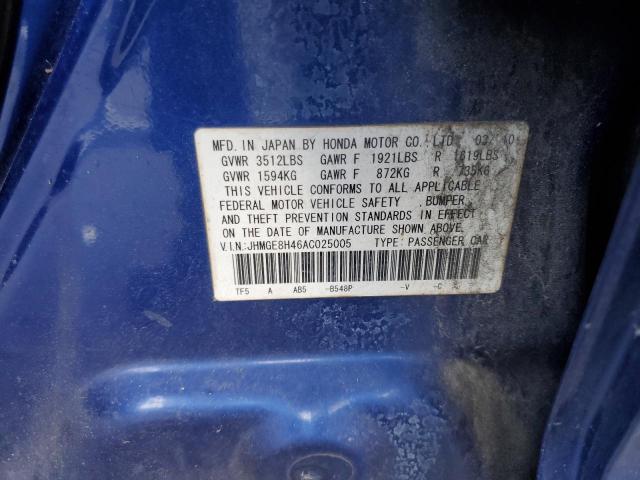 MFD. IN JAPAN BY HONDA MOTOR CO., LTD. 02/10
GVWR 3512LBS GAWR F 1921LBS R 1619LBS
GVWR 1594KG GAWR F 872KG R 735KG
THIS VEHICLE CONFORMS TO ALL APPLICABLE
FEDERAL MOTOR VEHICLE SAFETY , BUMPER,
AND THEFT PREVENTION STANDARDS IN EFFECT
ON THE DATE OF MANUFACTURE SHOWN ABOVE.
V.I.N:JHMGE8H46AC025005 TYPE: PASSENGER CAR
TF5 A AB5 -B548P -V -C